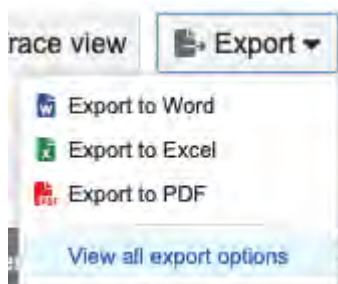 race view Export
Export to Word
Export to Excel
Export to PDF
View all export options